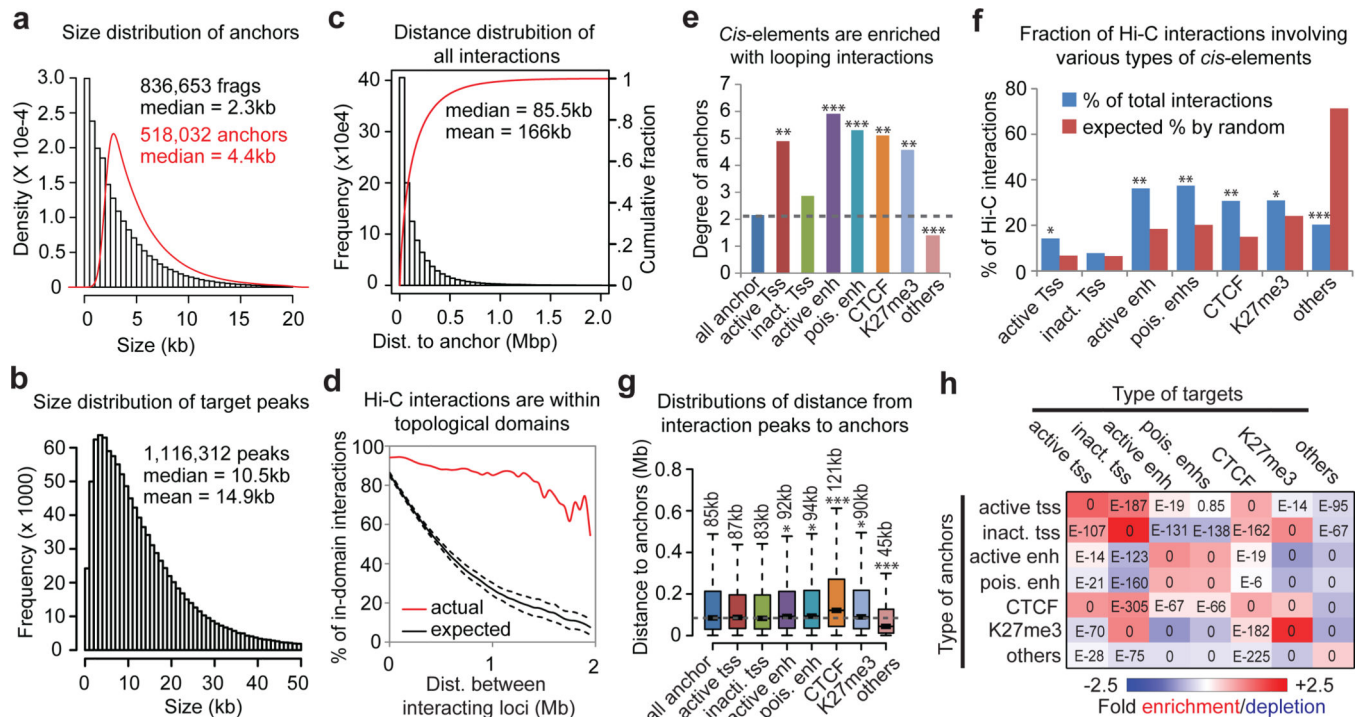 a
Size distribution of anchors
3.0
2.5
2.0
1.5
1.0
0.5
0
Density (X 10e-4)
836,653 frags
median = 2.3kb
518,032 anchors
median = 4.4kb
0 5 10 15 20
Size (kb)
b
Size distribution of target peaks
60
50
40
30
20
10
0
Frequency (x 1000)
1,116,312 peaks
median = 10.5kb
mean = 14.9kb
0 10 20 30 40 50
Size (kb)
c
Distance distrubition of
all interactions
40
30
20
10
0
Frequency (x10e4)
median = 85.5kb
mean = 166kb
1
.8
.6
.4
.2
0
Cumulative fraction
0 0.5 1.0 1.5 2.0
Dist. to anchor (Mbp)
d
Hi-C interactions are within
topological domains
100
80
60
40
20
0
% of in-domain interactions
actual
expected
0 1 2
Dist. between
interacting loci (Mb)
e
Cis-elements are enriched
with looping interactions
7
6
5
4
3
2
1
0
Degree of anchors
** *** *** ** ** ***
all anchor
active Tss
inact. Tss
active enh
pois. enh
CTCF
K27me3
others
f
Fraction of Hi-C interactions involving
various types of cis-elements
80
60
40
20
0
% of Hi-C interactions
% of total interactions
expected % by random
* ** ** ** * ***
active Tss
inact. Tss
active enh
pois. enhs
CTCF
K27me3
others
g
Distributions of distance from
interaction peaks to anchors
0.8
0.6
0.4
0.2
0
Distance to anchors (Mb)
85kb
87kb
83kb
* 92kb
* 94kb
*** 121kb
* 90kb
*** 45kb
all anchor
active tss
inacti. tss
active enh
pois. enh
CTCF
K27me3
others
h
Type of targets
active tss
inact. tss
active enh
pois. enhs
CTCF
K27me3
others
Type of anchors
active tss 0 E-187 E-19 0.85 0 E-14 E-95
inact. tss E-107 0 E-131 E-138 E-162 0 E-67
active enh E-14 E-123 0 0 E-19 0 0
pois. enh E-21 E-160 0 0 E-6 0 0
CTCF 0 E-305 E-67 E-66 0 0 0
K27me3 E-70 0 0 0 E-182 0 0
others E-28 E-75 0 0 E-225 0 0
-2.5 +2.5
Fold enrichment/depletion